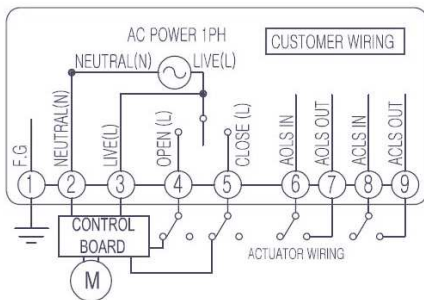 AC POWER 1PH
CUSTOMER WIRING
NEUTRAL(N)
LIVE(L)
F.G
NEUTRAL(N)
LIVE(L)
OPEN (L)
CLOSE (L)
AOLS IN
AOLS OUT
ACLS IN
ACLS OUT
1 2 3 4 5 6 7 8 9
CONTROL
BOARD
ACTUATOR WIRING
M